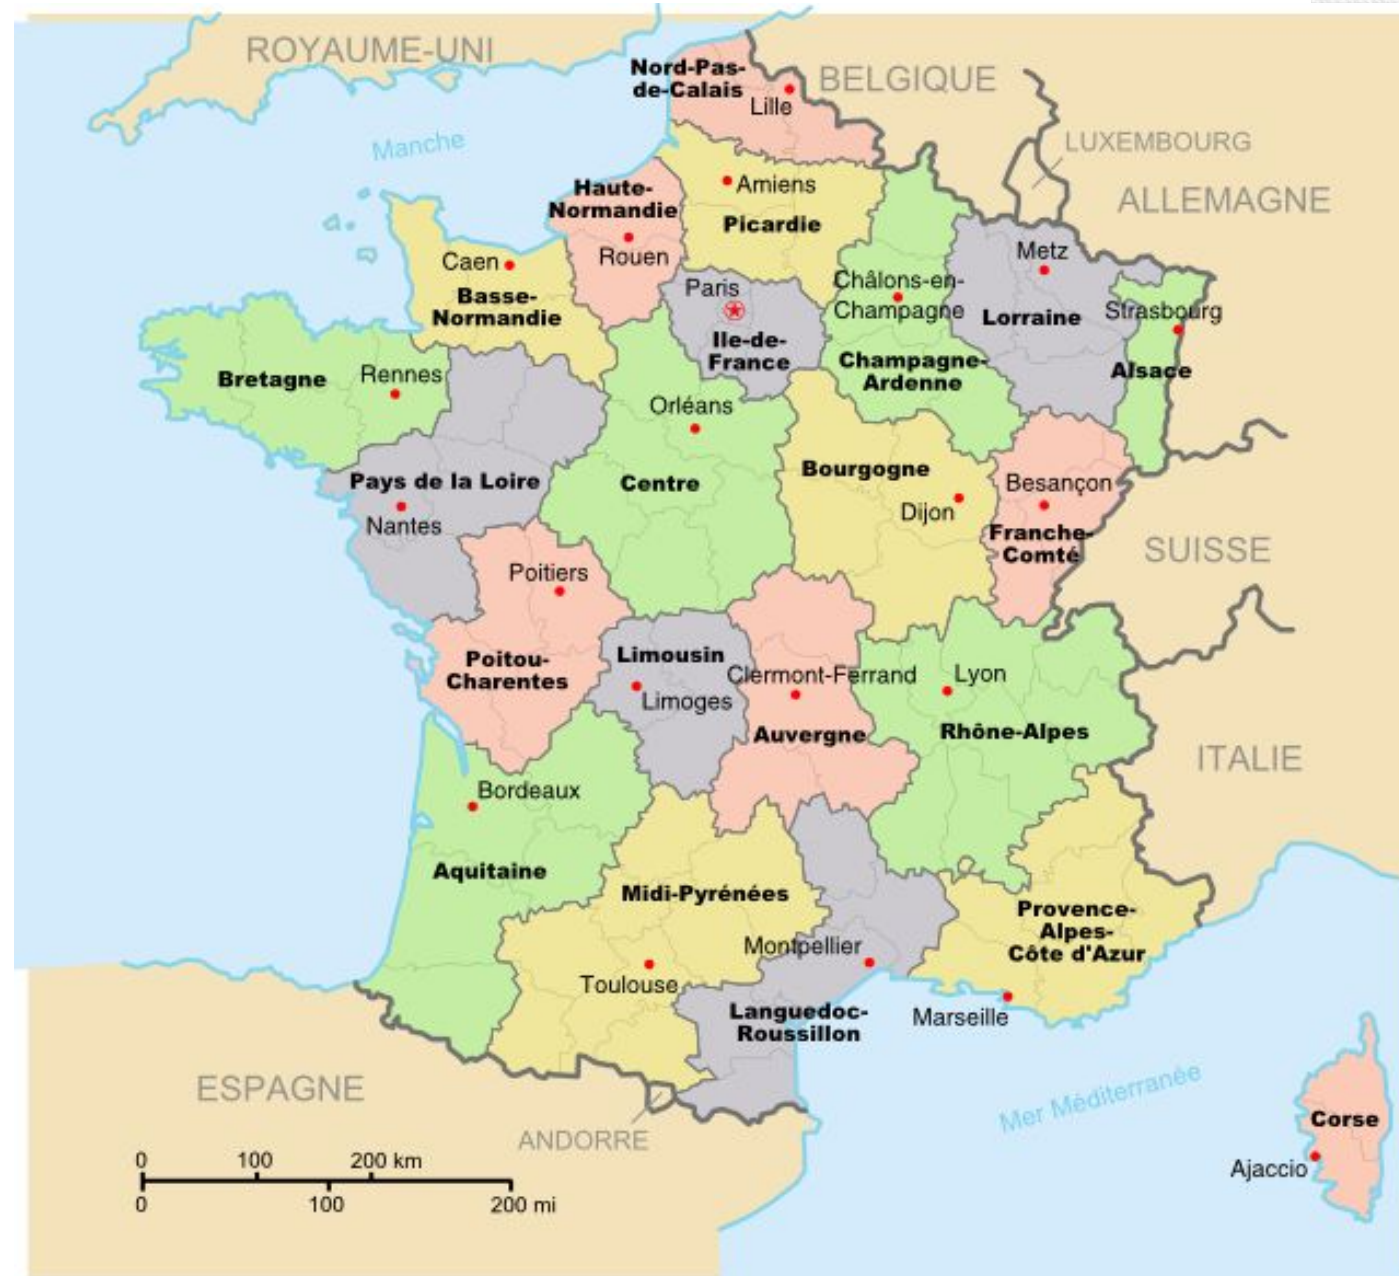 ROYAUME-UNI
Nord-Pas-
de-Calais
Lille
BELGIQUE
Manche
LUXEMBOURG
ALLEMAGNE
Haute-
Normandie
Rouen
Amiens
Picardie
Caen
Basse-
Normandie
Paris
Ile-de-
France
Châlons-en-
Champagne
Champagne-
Ardenne
Metz
Lorraine
Strasbourg
Alsace
Bretagne
Rennes
Orléans
Centre
Pays de la Loire
Nantes
Bourgogne
Dijon
Besançon
Franche-
Comté
SUISSE
Poitiers
Poitou-
Charentes
Limousin
Limoges
Clermont-Ferrand
Auvergne
Lyon
Rhône-Alpes
ITALIE
Bordeaux
Aquitaine
Midi-Pyrénées
Toulouse
Montpellier
Languedoc-
Roussillon
Provence-
Alpes-
Côte d'Azur
Marseille
ESPAGNE
ANDORRE
Mer Méditerranée
Corse
Ajaccio
0 100 200 km
0 100 200 mi